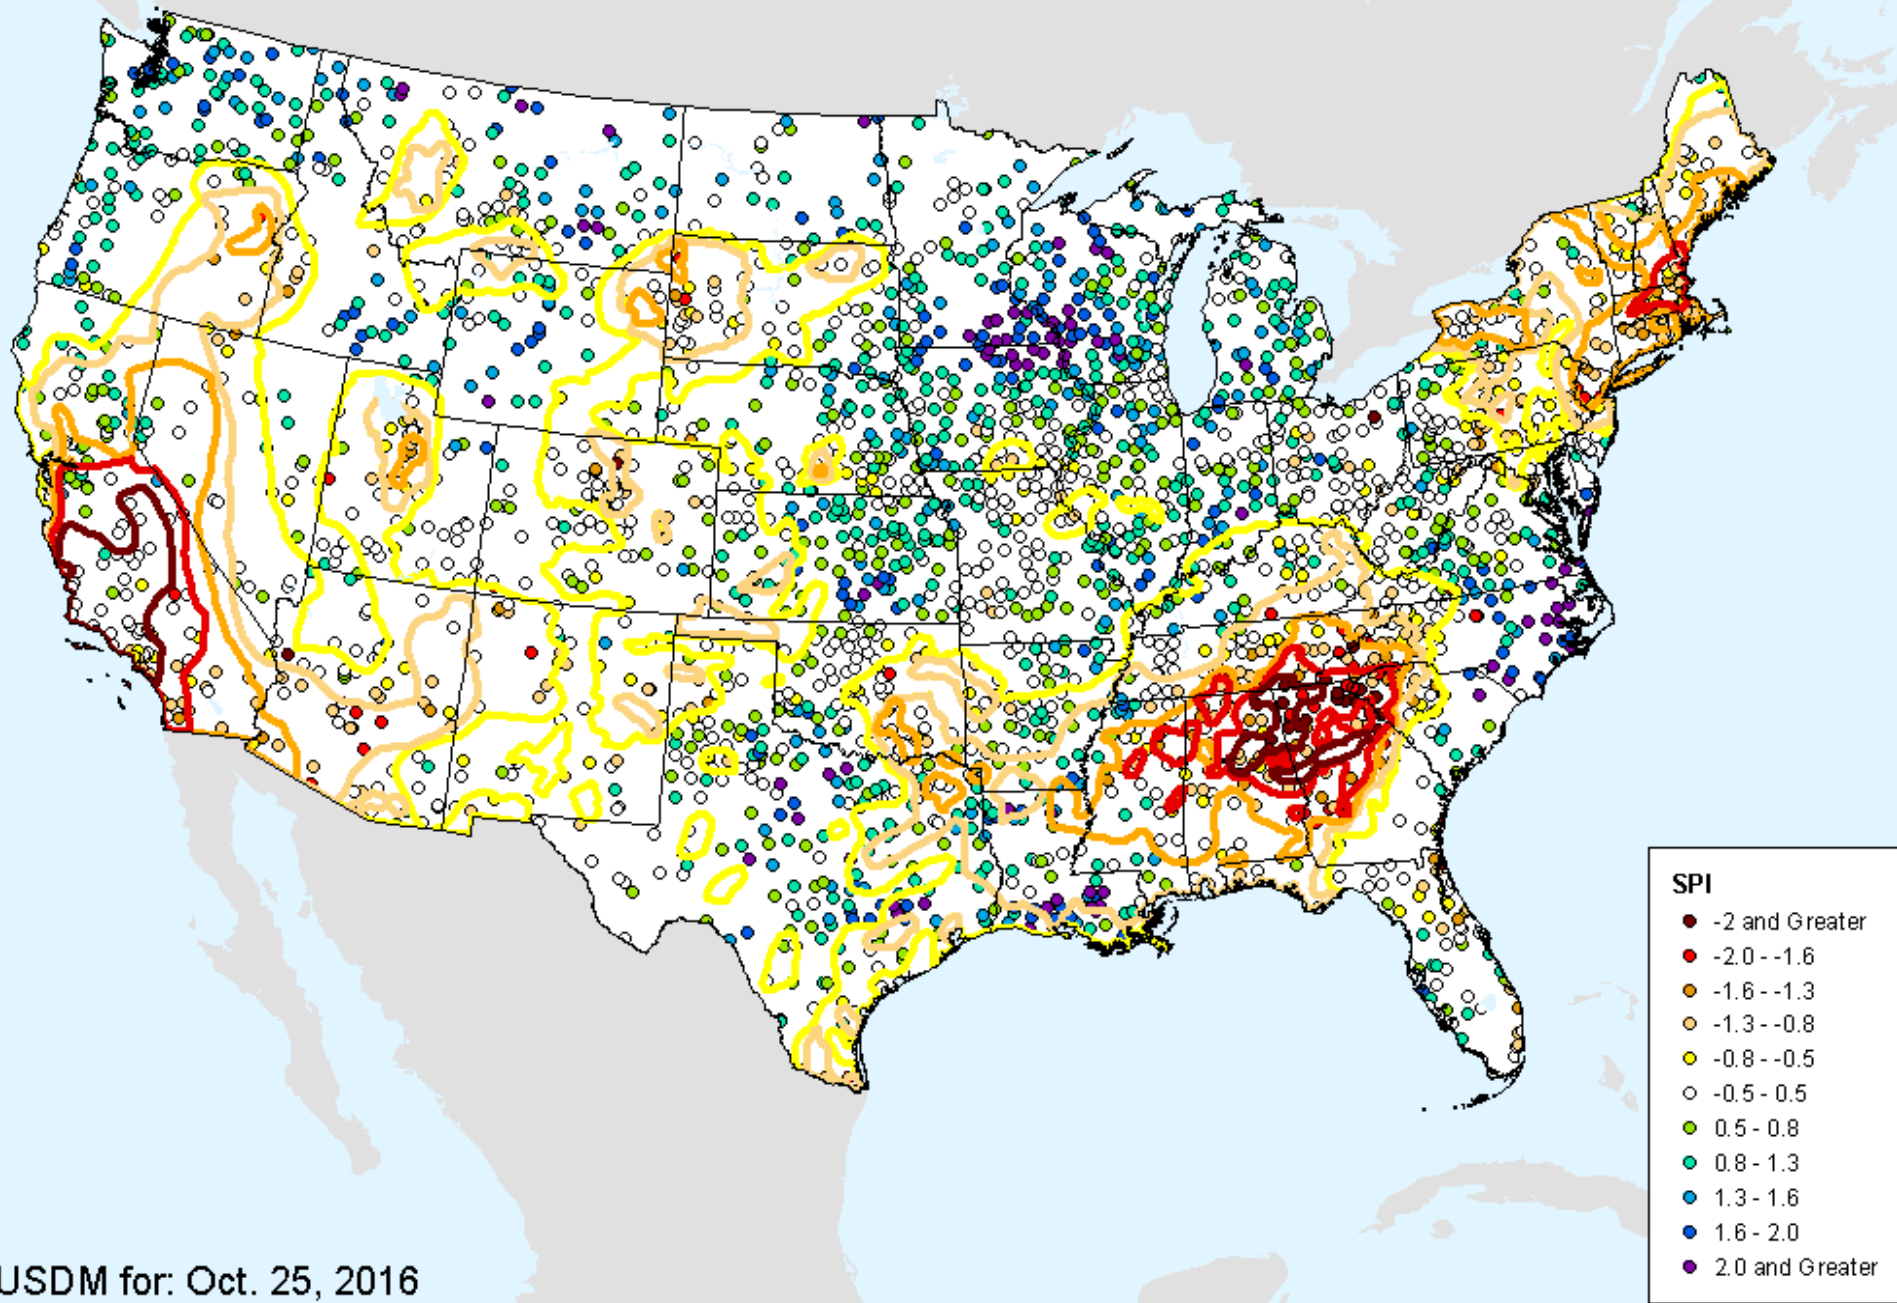 SPI
-2 and Greater
-2.0 - -1.6
-1.6 - -1.3
-1.3 - -0.8
-0.8 - -0.5
-0.5 - 0.5
0.5 - 0.8
0.8 - 1.3
1.3 - 1.6
1.6 - 2.0
2.0 and Greater
USDM for: Oct. 25, 2016